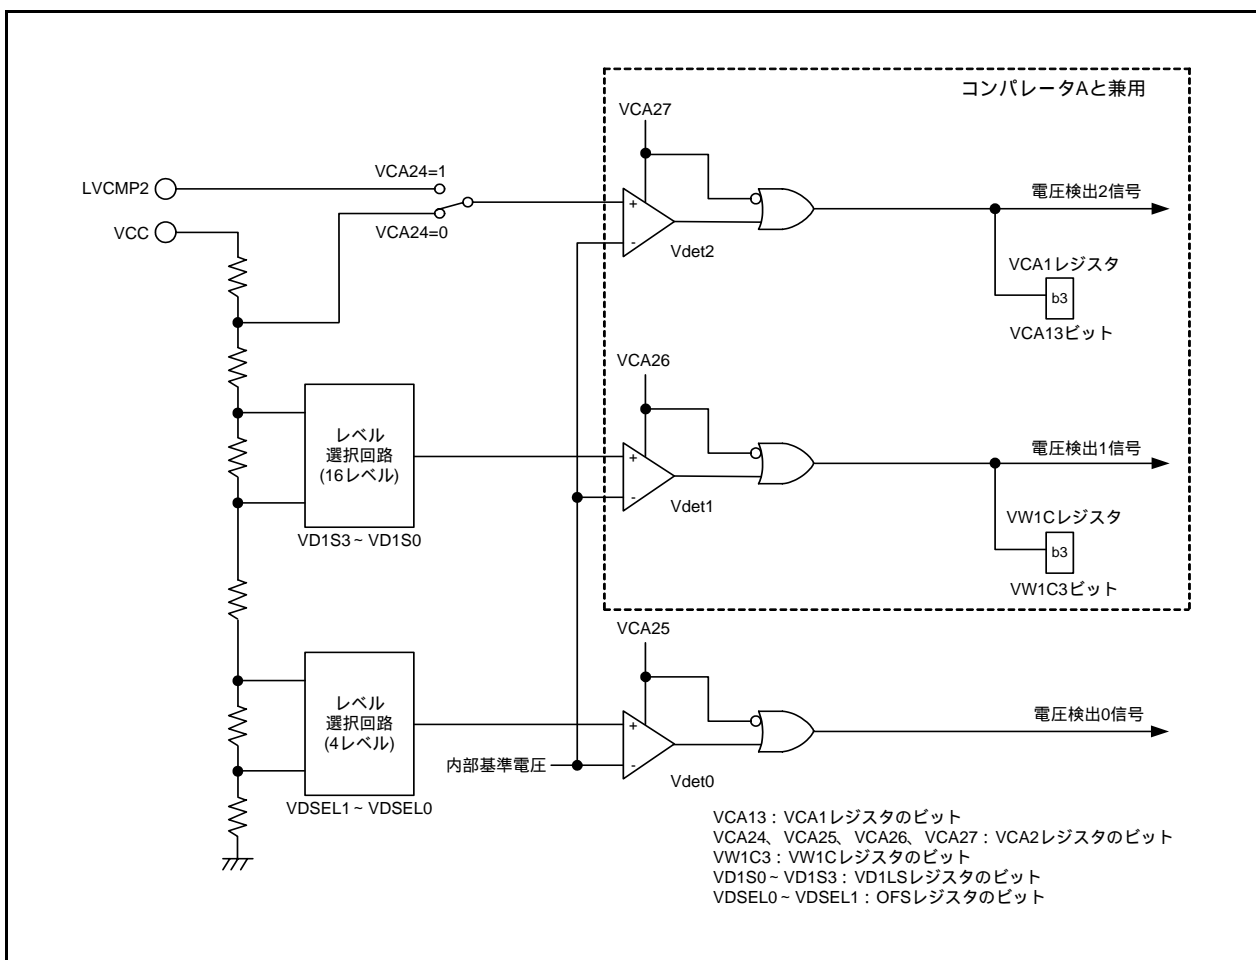 コンパレータAと兼用
VCA27
VCA24=1
LVCMP2
VCA24=0
VCC
+
-
Vdet2
電圧検出2信号
VCA1レジスタ
b3
VCA13ビット
VCA26
レベル
選択回路
(16レベル)
VD1S3 ~ VD1S0
+
-
Vdet1
電圧検出1信号
VW1Cレジスタ
b3
VW1C3ビット
VCA25
レベル
選択回路
(4レベル)
VDSEL1 ~ VDSEL0
内部基準電圧
+
-
Vdet0
電圧検出0信号
VCA13：VCA1レジスタのビット
VCA24、VCA25、VCA26、VCA27：VCA2レジスタのビット
VW1C3：VW1Cレジスタのビット
VD1S0 ~ VD1S3：VD1LSレジスタのビット
VDSEL0 ~ VDSEL1：OFSレジスタのビット